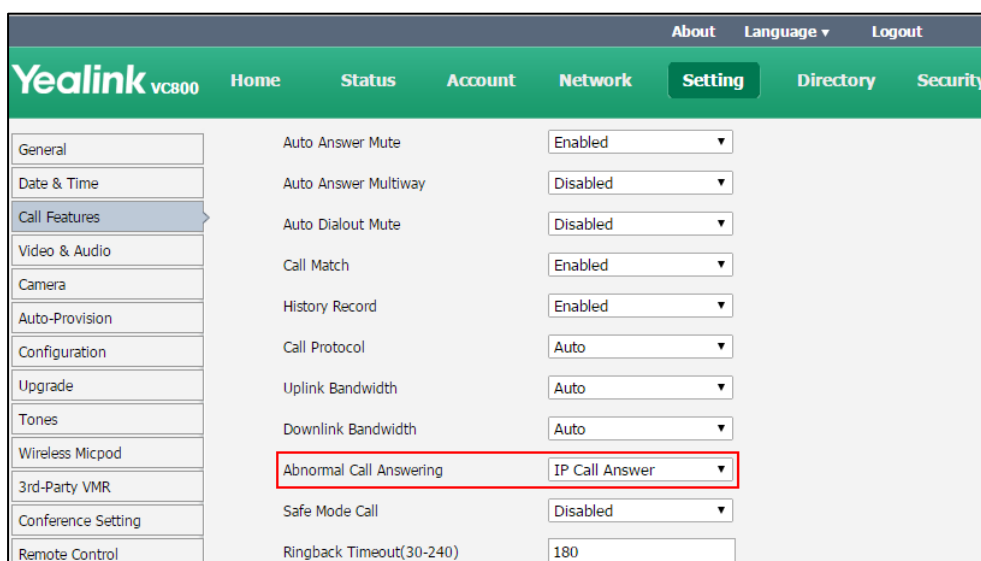 About Language ▾ Logout
Yealink VC800 Home Status Account Network Setting Directory Security
General
Date & Time
Call Features
Video & Audio
Camera
Auto-Provision
Configuration
Upgrade
Tones
Wireless Micpod
3rd-Party VMR
Conference Setting
Remote Control
Auto Answer Mute Enabled
Auto Answer Multiway Disabled
Auto Dialout Mute Disabled
Call Match Enabled
History Record Enabled
Call Protocol Auto
Uplink Bandwidth Auto
Downlink Bandwidth Auto
Abnormal Call Answering IP Call Answer
Safe Mode Call Disabled
Ringback Timeout(30-240) 180